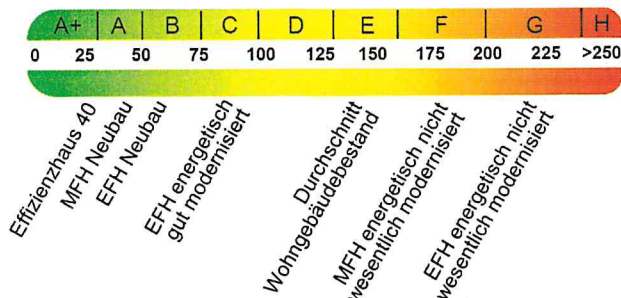 A+ A B C D E F G H
0 25 50 75 100 125 150 175 200 225 >250
Effizienzhaus 40
MFH Neubau
EFH Neubau
EFH energetisch
gut modernisiert
Durchschnitt
Wohngebäudebestand
MFH energetisch nicht
wesentlich modernisiert
EFH energetisch nicht
wesentlich modernisiert